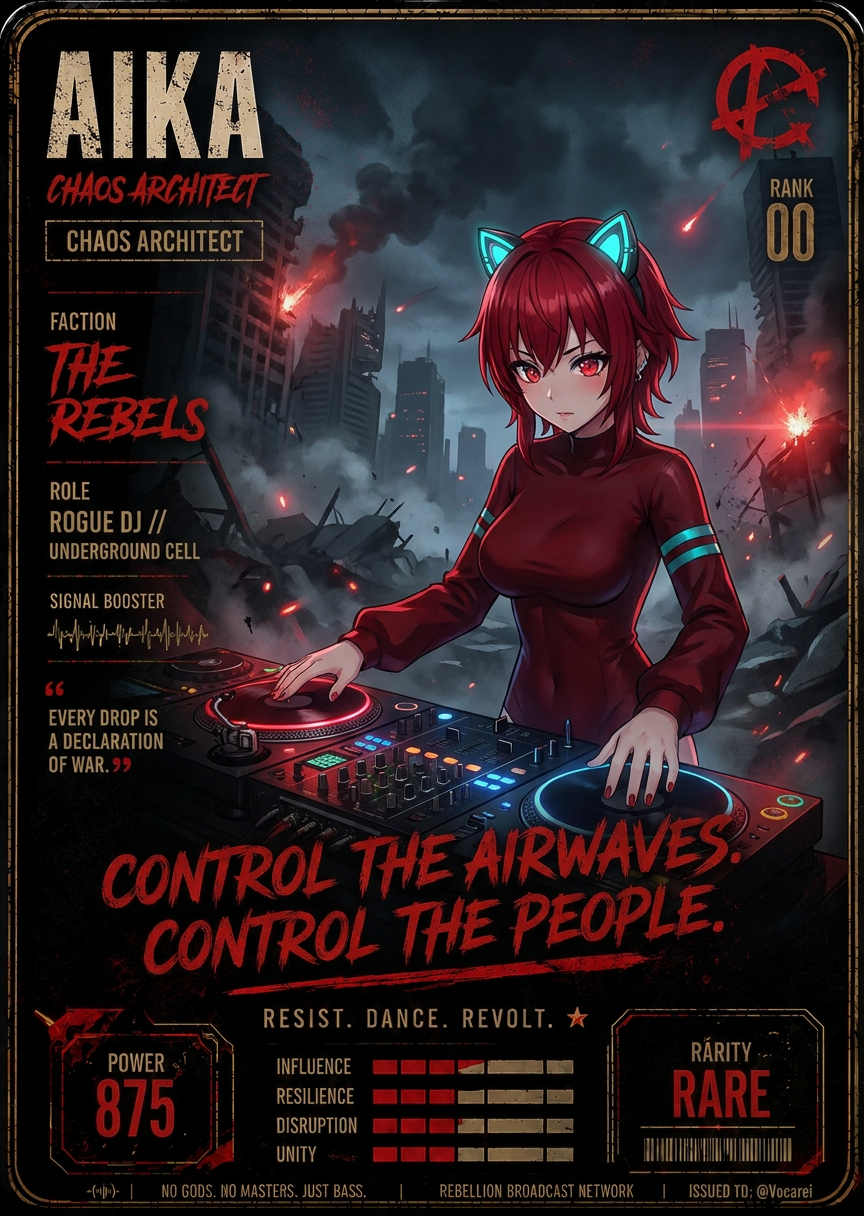 AIKA
CHAOS ARCHITECT
CHAOS ARCHITECT
RANK
00
FACTION
THE
REBELS
ROLE
ROGUE DJ //
UNDERGROUND CELL
SIGNAL BOOSTER
“EVERY DROP IS
A DECLARATION
OF WAR.”
CONTROL THE AIRWAVES.
CONTROL THE PEOPLE.
RESIST. DANCE. REVOLT. ★
POWER
875
INFLUENCE
RESILIENCE
DISRUPTION
UNITY
RARITY
RARE
NO GODS. NO MASTERS. JUST BASS. | REBELLION BROADCAST NETWORK | ISSUED TO: @Vocarei